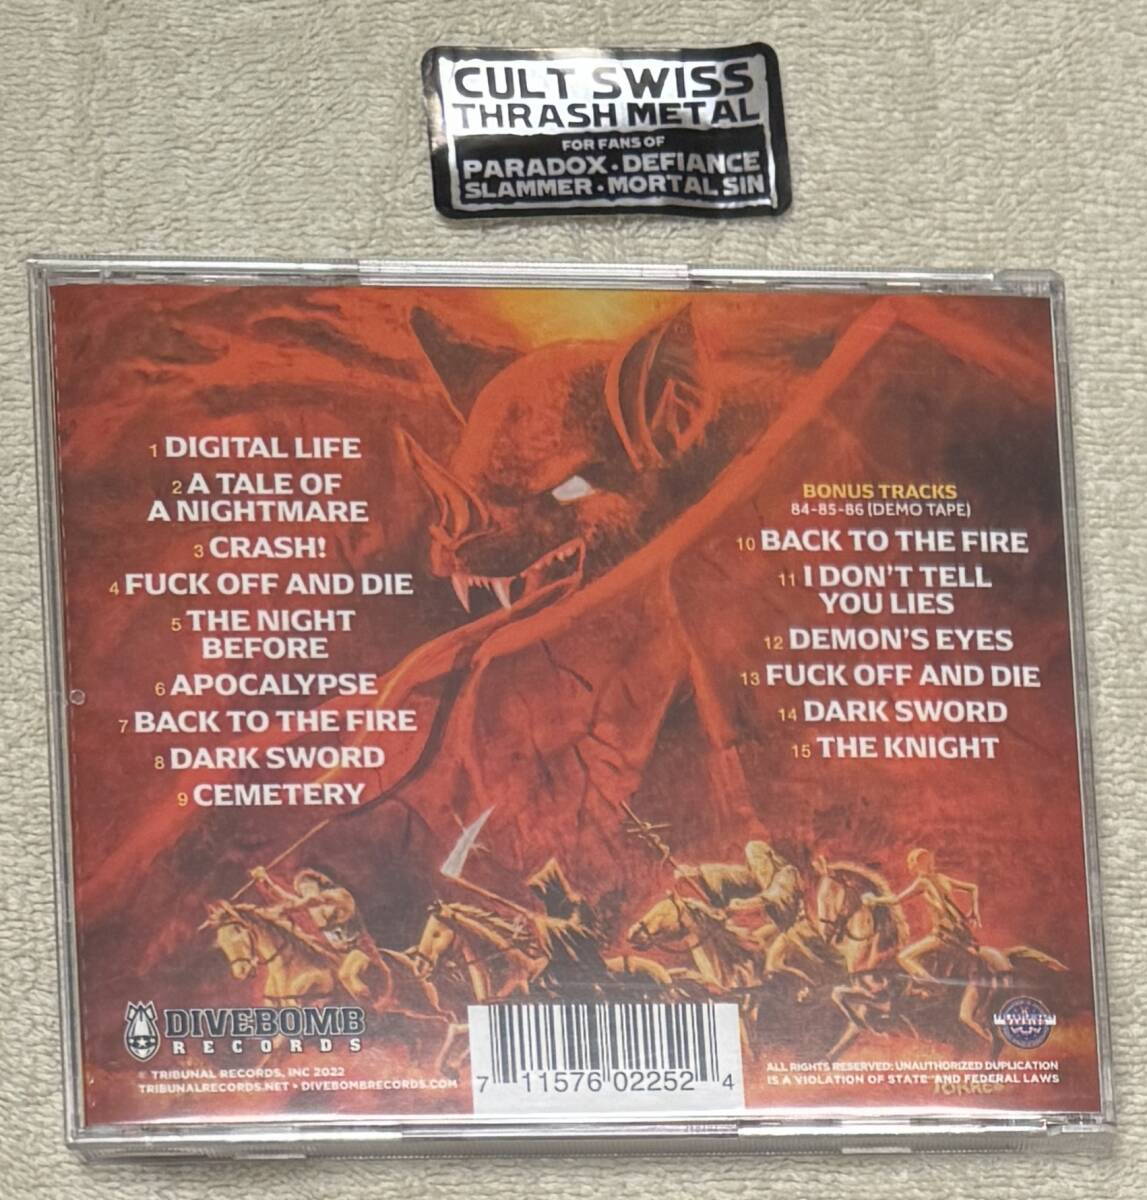 CULT SWISS
THRASH METAL
FOR FANS OF
PARADOX • DEFIANCE
SLAMMER • MORTAL SIN
1 DIGITAL LIFE
2 A TALE OF
A NIGHTMARE
3 CRASH!
4 FUCK OFF AND DIE
5 THE NIGHT
BEFORE
6 APOCALYPSE
7 BACK TO THE FIRE
8 DARK SWORD
9 CEMETERY
BONUS TRACKS
84-85-86 (DEMO TAPE)
10 BACK TO THE FIRE
11 I DON'T TELL
YOU LIES
12 DEMON'S EYES
13 FUCK OFF AND DIE
14 DARK SWORD
15 THE KNIGHT
DIVEBOMB
RECORDS
© TRIBUNAL RECORDS, INC 2022
TRIBUNALRECORDS.NET • DIVEBOMBRECORDS.COM
7 11576 02252 4
ALL RIGHTS RESERVED: UNAUTHORIZED DUPLICATION
IS A VIOLATION OF STATE AND FEDERAL LAWS